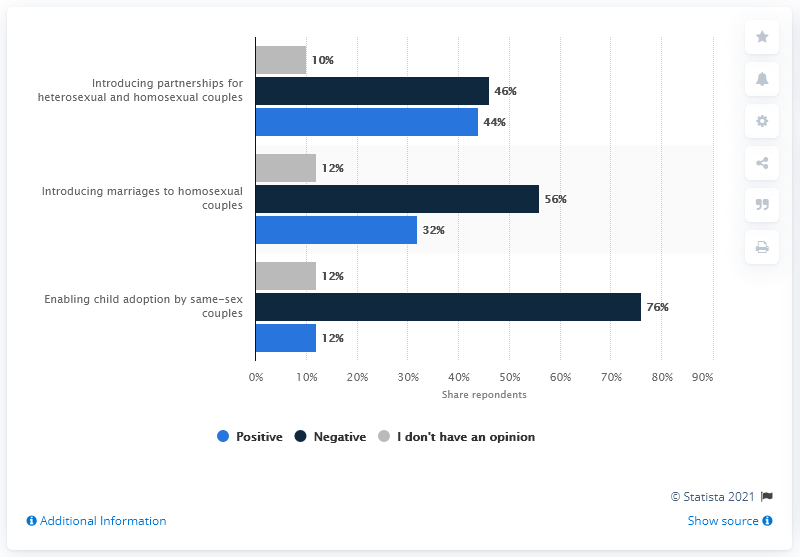 10%
Introducing partnerships for
heterosexual and homosexual couples
46%
44%
12%
Introducing marriages to homosexual
couples
56%
32%
12%
Enabling child adoption by same-sex
couples
76%
12%
0% 10% 20% 30% 40% 50% 60% 70% 80% 90%
Share repondents
Positive Negative I don't have an opinion
© Statista 2021
Additional Information Show source